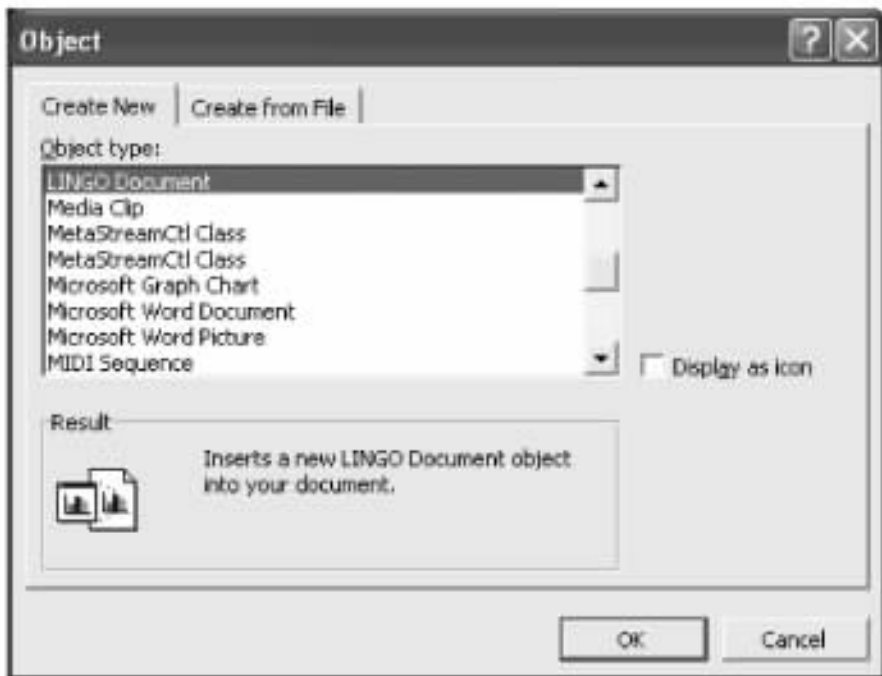 Object
?
Create New
Create from File
Object type:
LINGO Document
Media Clip
MetaStreamCtl Class
MetaStreamCtl Class
Microsoft Graph Chart
Microsoft Word Document
Microsoft Word Picture
MIDI Sequence
Display as icon
Result
Inserts a new LINGO Document object
into your document.
OK
Cancel